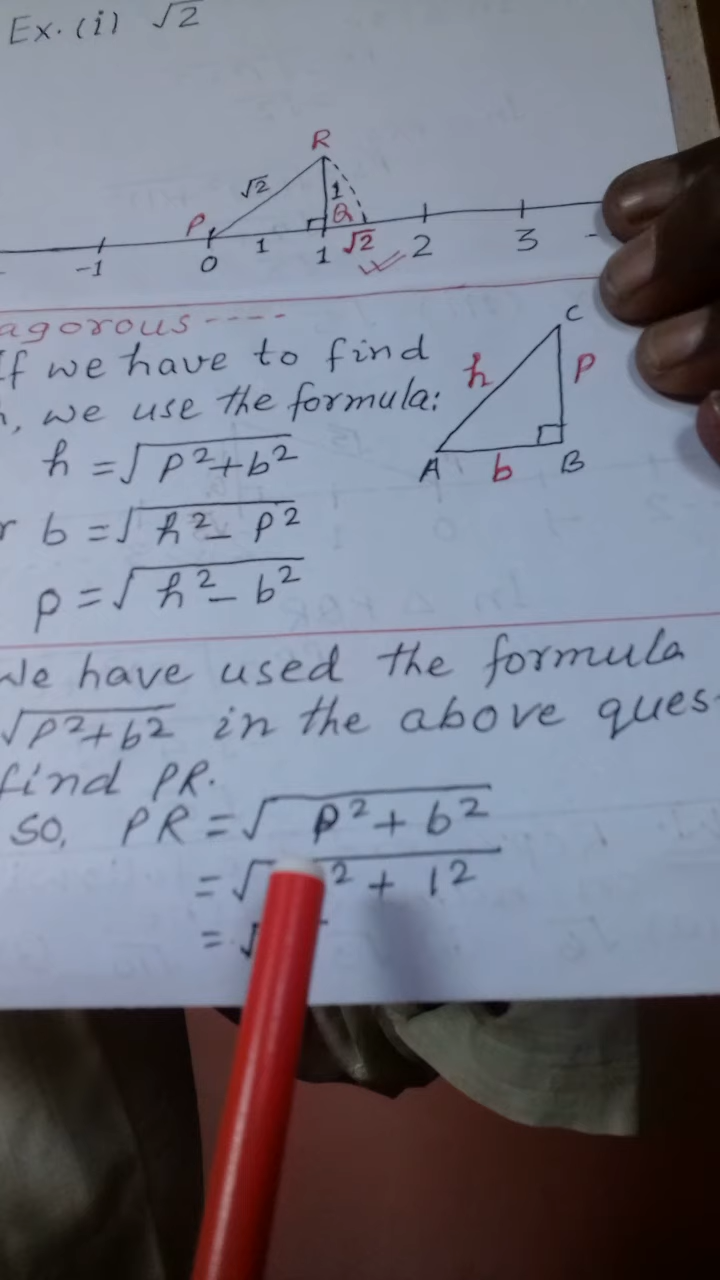 Ex. (i) √2
R
√2 1
P Q
-1 0 1 1 √2 2 3
agorous----
If we have to find
h, we use the formula:
h = √p²+b²
r b = √h²- p²
p = √h²- b²
C
h p
A b B
We have used the formula
√p²+b² in the above ques-
find PR.
so, PR = √p²+ b²
= √ ² + 1²
= √